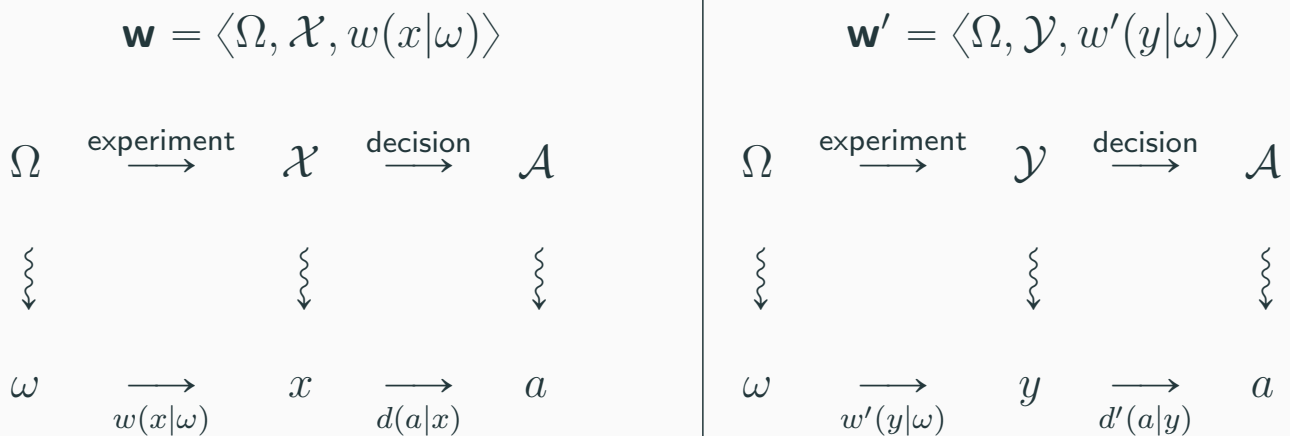 w = ⟨Ω, 𝒳, w(x|ω)⟩
experiment decision
Ω ⟶ 𝒳 ⟶ 𝒜
ω ⟶ x ⟶ a
w(x|ω) d(a|x)
w′ = ⟨Ω, 𝒴, w′(y|ω)⟩
experiment decision
Ω ⟶ 𝒴 ⟶ 𝒜
ω ⟶ y ⟶ a
w′(y|ω) d′(a|y)